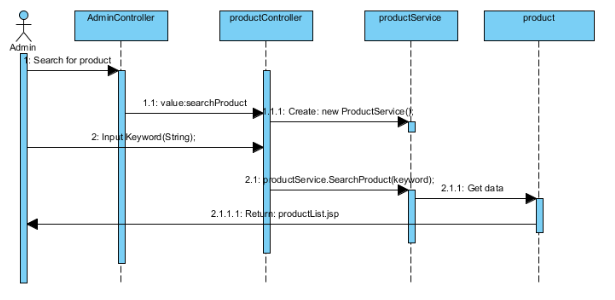 AdminController
productController
productService
product
Admin
1: Search for product
1.1: value:searchProduct
1.1.1: Create: new ProductService();
2: Input Keyword(String);
2.1: productService.SearchProduct(keyword);
2.1.1: Get data
2.1.1.1: Return: productList.jsp